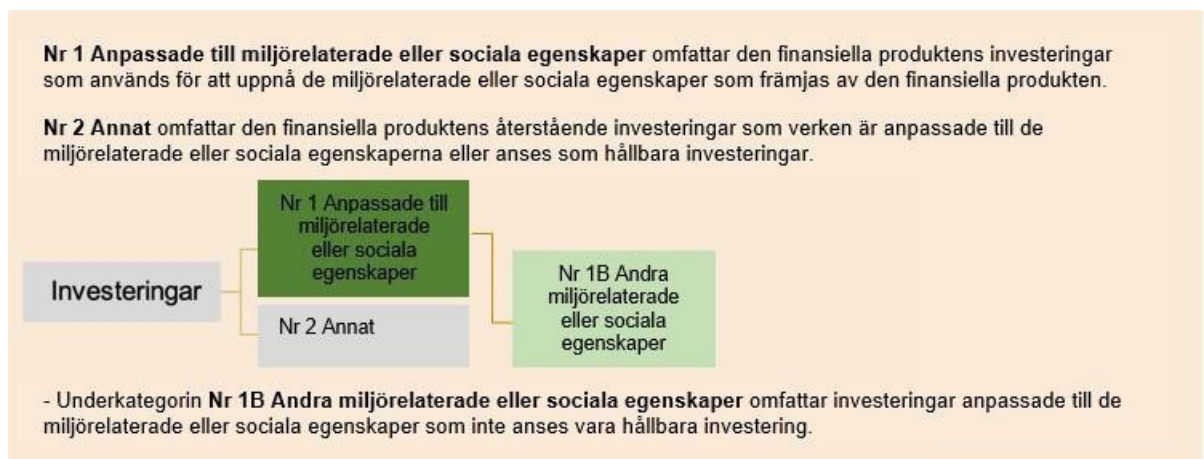 Nr 1 Anpassade till miljörelaterade eller sociala egenskaper omfattar den finansiella produktens investeringar
som används för att uppnå de miljörelaterade eller sociala egenskaper som främjas av den finansiella produkten.
Nr 2 Annat omfattar den finansiella produktens återstående investeringar som verken är anpassade till de
miljörelaterade eller sociala egenskaperna eller anses som hållbara investeringar.
Investeringar
Nr 1 Anpassade till
miljörelaterade
eller sociala
egenskaper
Nr 2 Annat
Nr 1B Andra
miljörelaterade
eller sociala
egenskaper
- Underkategorin Nr 1B Andra miljörelaterade eller sociala egenskaper omfattar investeringar anpassade till de
miljörelaterade eller sociala egenskaper som inte anses vara hållbara investering.